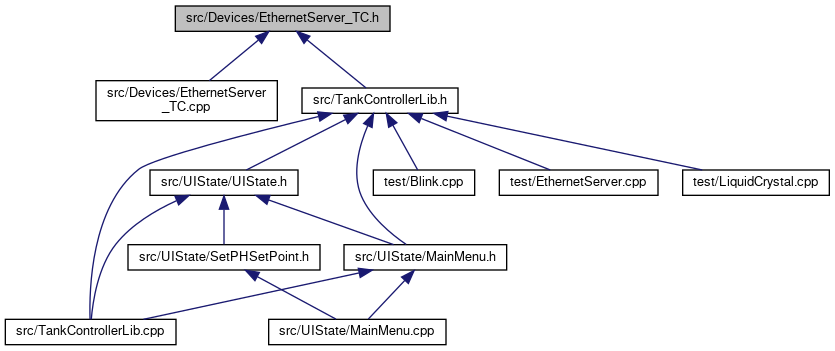 src/Devices/EthernetServer_TC.h
src/Devices/EthernetServer
_TC.cpp
src/TankControllerLib.h
src/UIState/UIState.h
test/Blink.cpp
test/EthernetServer.cpp
test/LiquidCrystal.cpp
src/UIState/SetPHSetPoint.h
src/UIState/MainMenu.h
src/TankControllerLib.cpp
src/UIState/MainMenu.cpp